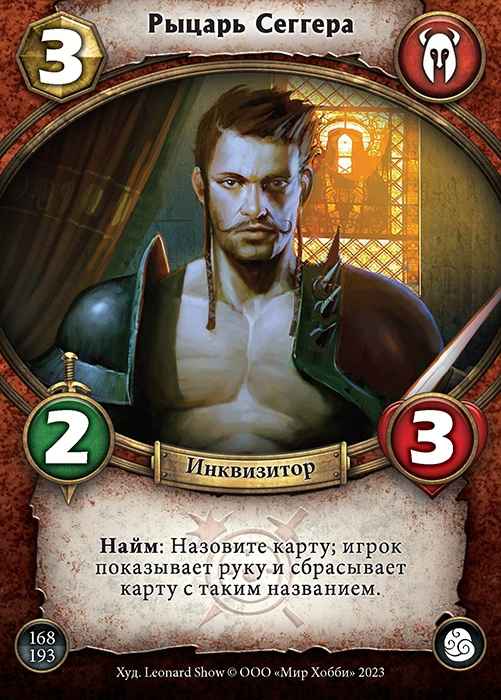 3
Рыцарь Сеггера
2
3
Инквизитор
Найм: Назовите карту; игрок
показывает руку и сбрасывает
карту с таким названием.
168
193
Худ. Leonard Show © ООО «Мир Хобби» 2023